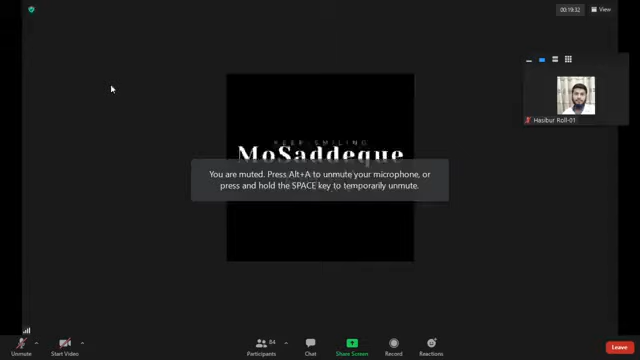 00:19:32
View
Hasibur Roll-01
KEEP SMILING
MoSaddeque
You are muted. Press Alt+A to unmute your microphone, or
press and hold the SPACE key to temporarily unmute.
Unmute
Start Video
Participants
84
Chat
Share Screen
Record
Reactions
Leave